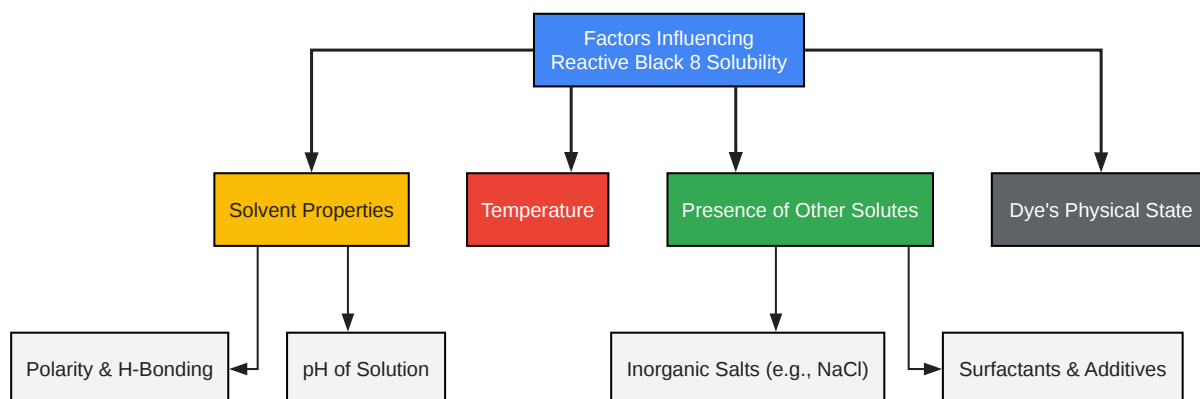 Factors Influencing
Reactive Black 8 Solubility
Solvent Properties
Temperature
Presence of Other Solutes
Dye's Physical State
Polarity & H-Bonding
pH of Solution
Inorganic Salts (e.g., NaCl)
Surfactants & Additives